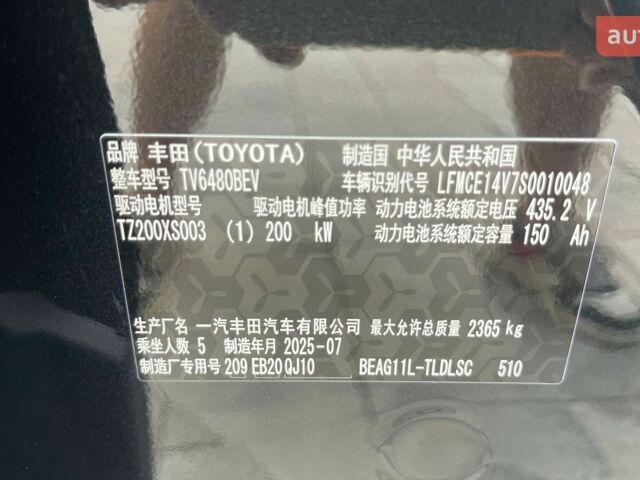 au
品牌 丰田(TOYOTA) 制造国 中华人民共和国
整车型号 TV6480BEV 车辆识别代号 LFMCE14V7S0010048
驱动电机型号 驱动电机峰值功率 动力电池系统额定电压 435.2 V
TZ200XS003 (1) 200 kW 动力电池系统额定容量 150 Ah
生产厂名 一汽丰田汽车有限公司 最大允许总质量 2365 kg
乘坐人数 5 制造年月 2025-07
制造厂专用号 209 EB20 QJ10 BEAG11L-TLDLSC 510